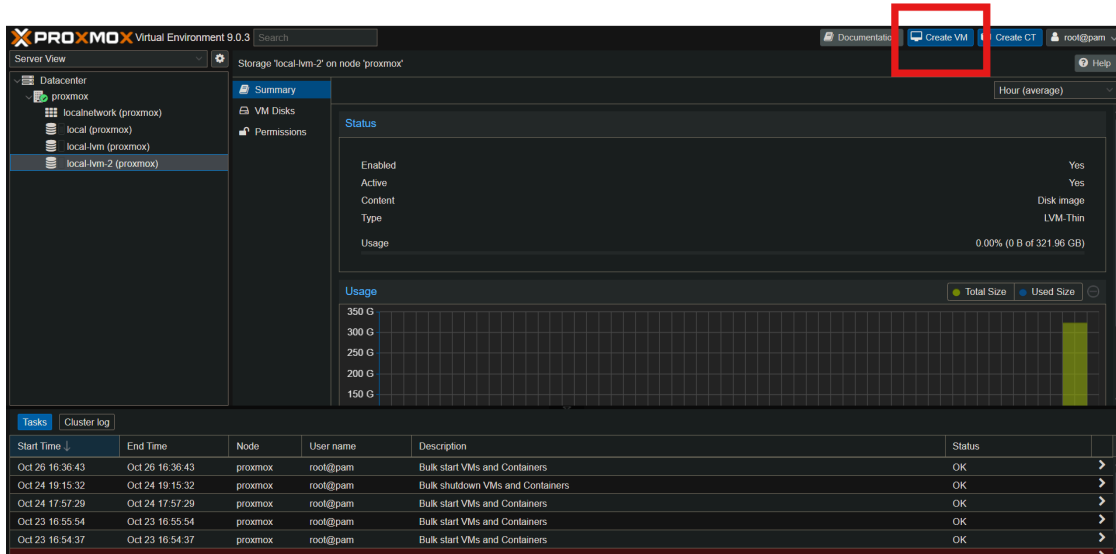 PROXMOX Virtual Environment 9.0.3 Search Documentation Create VM Create CT root@pam
Server View
Storage 'local-lvm-2' on node 'proxmox' Help
Datacenter
proxmox
localnetwork (proxmox)
local (proxmox)
local-lvm (proxmox)
local-lvm-2 (proxmox)
Summary
VM Disks
Permissions
Hour (average)
Status
Enabled Yes
Active Yes
Content Disk image
Type LVM-Thin
Usage 0.00% (0 B of 321.96 GB)
Usage Total Size Used Size
350 G
300 G
250 G
200 G
150 G
Tasks Cluster log
Start Time End Time Node User name Description Status
Oct 26 16:36:43 Oct 26 16:36:43 proxmox root@pam Bulk start VMs and Containers OK
Oct 24 19:15:32 Oct 24 19:15:32 proxmox root@pam Bulk shutdown VMs and Containers OK
Oct 24 17:57:29 Oct 24 17:57:29 proxmox root@pam Bulk start VMs and Containers OK
Oct 23 16:55:54 Oct 23 16:55:54 proxmox root@pam Bulk start VMs and Containers OK
Oct 23 16:54:37 Oct 23 16:54:37 proxmox root@pam Bulk start VMs and Containers OK